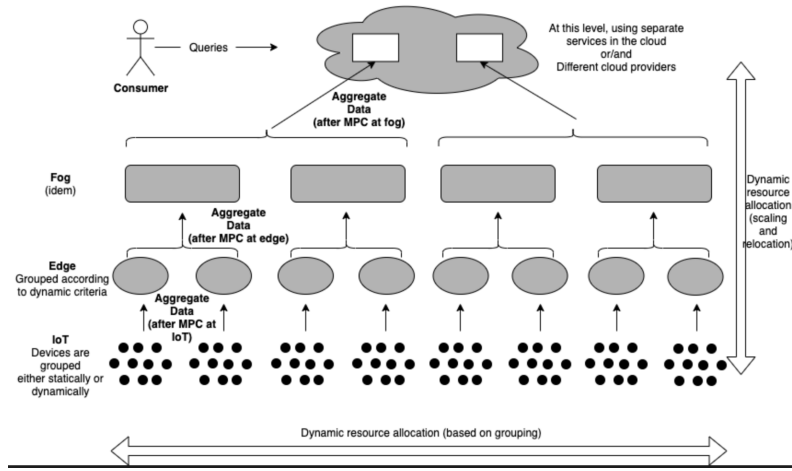 Queries
Consumer
At this level, using separate
services in the cloud
or/and
Different cloud providers
Aggregate
Data
(after MPC at fog)
Fog
(idem)
Dynamic
resource
allocation
(scaling
and
relocation)
Aggregate
Data
(after MPC at edge)
Edge
Grouped according
to dynamic criteria
Aggregate
Data
(after MPC at
IoT)
IoT
Devices are
grouped
either statically or
dynamically
Dynamic resource allocation (based on grouping)